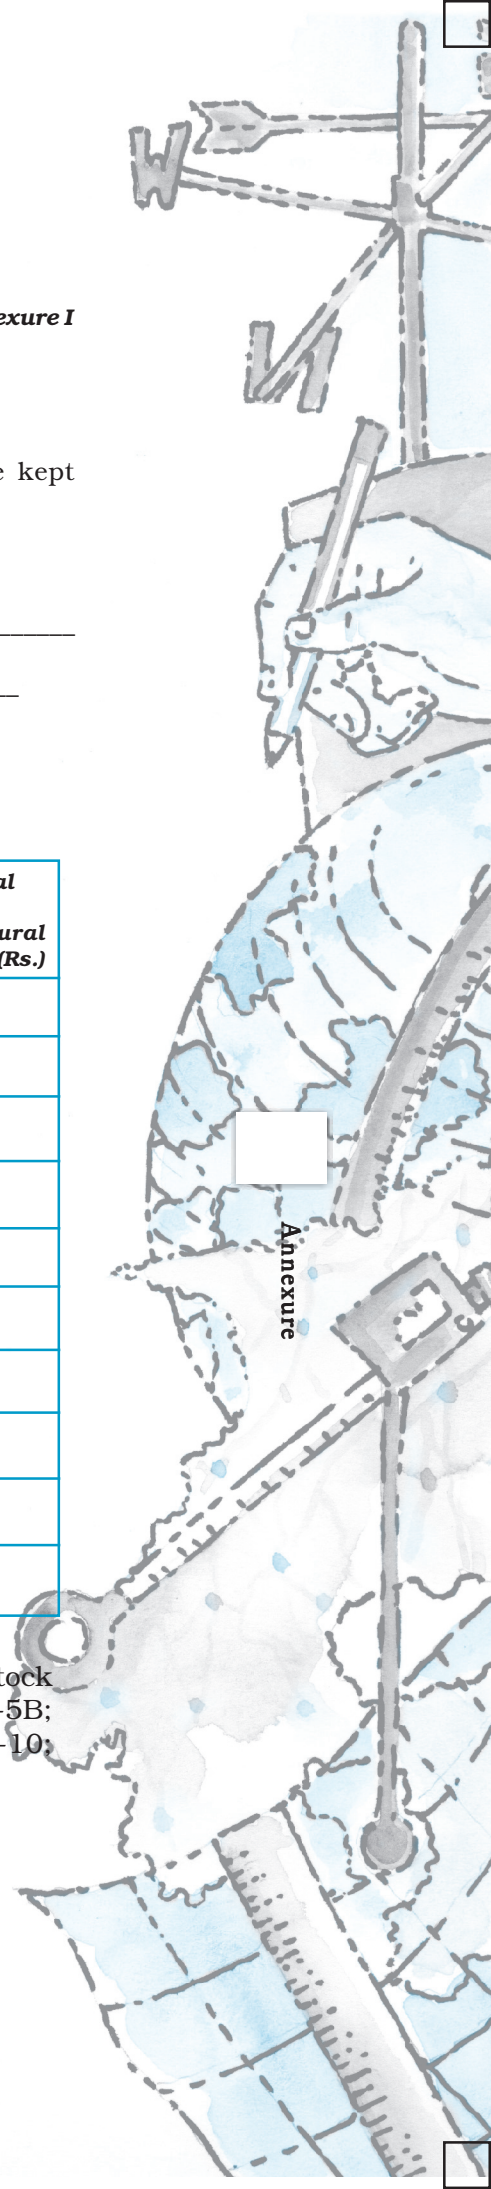 W
N
exure I
e kept
al
ural
(Rs.)
Annexure
tock
-5B;
-10;